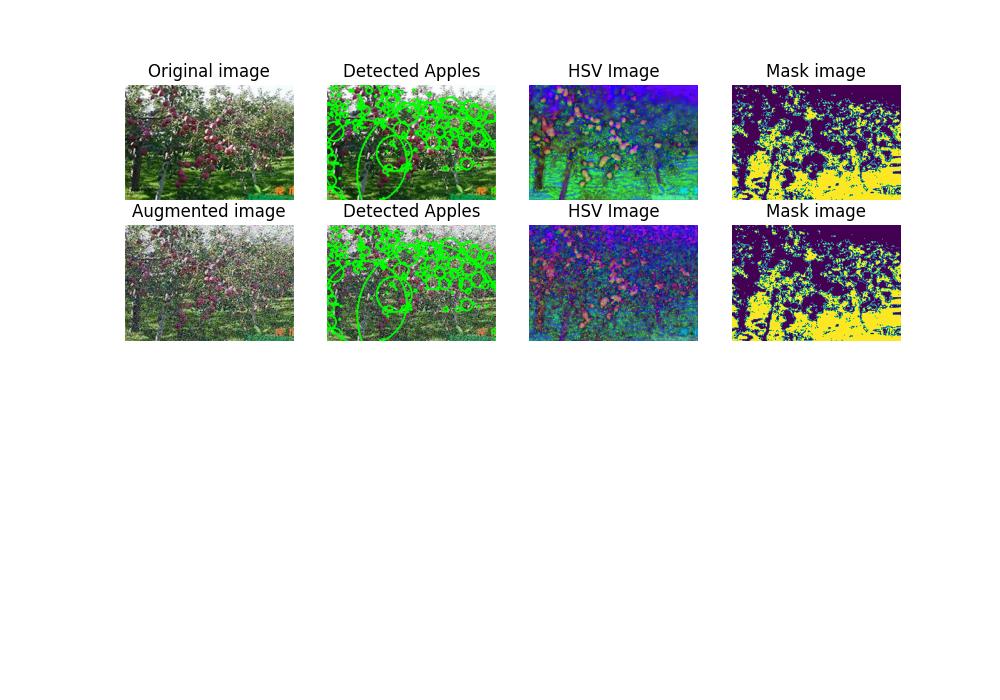 Original image
Detected Apples
HSV Image
Mask image
Augmented image
Detected Apples
HSV Image
Mask image